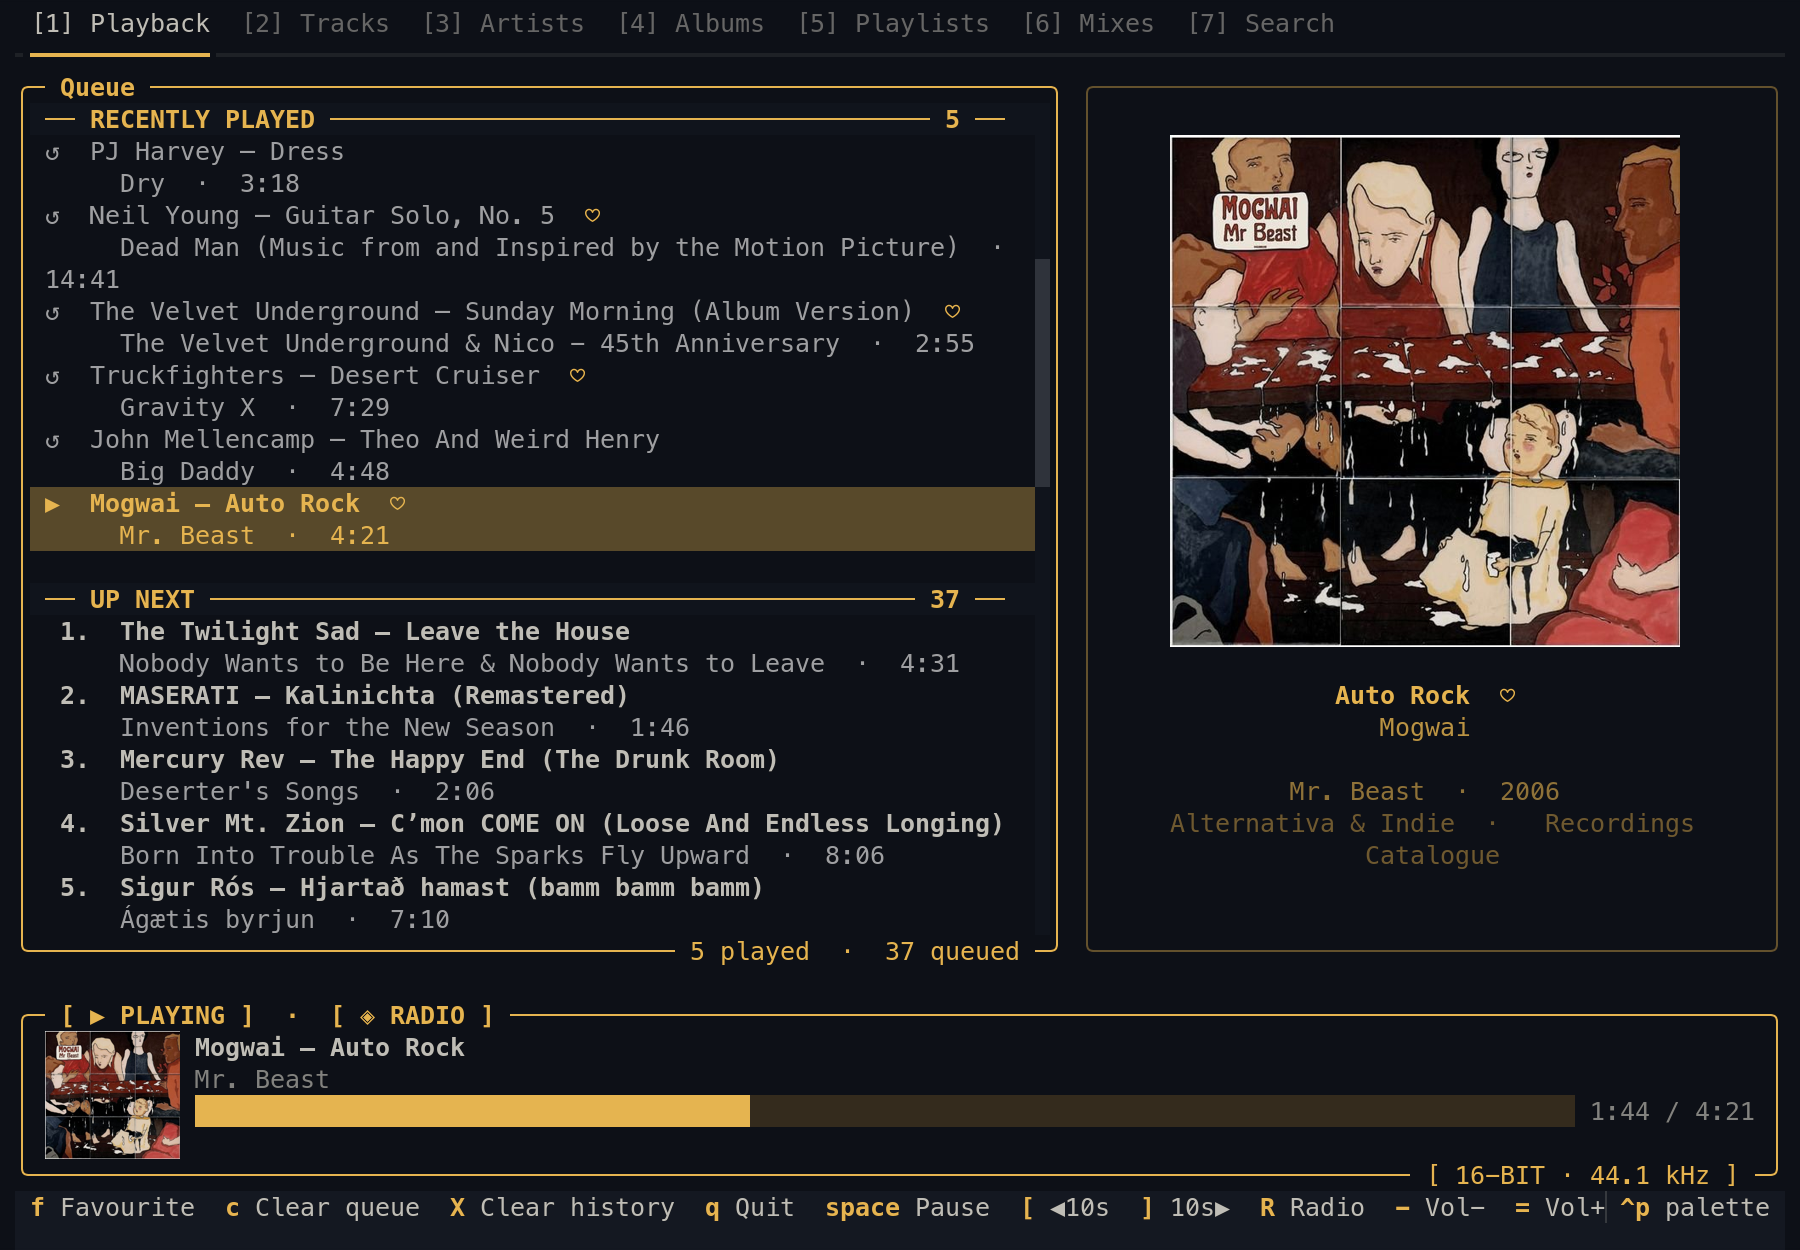 [1] Playback [2] Tracks [3] Artists [4] Albums [5] Playlists [6] Mixes [7] Search
Queue
RECENTLY PLAYED 5
↺ PJ Harvey — Dress
Dry · 3:18
↺ Neil Young — Guitar Solo, No. 5 ♡
Dead Man (Music from and Inspired by the Motion Picture) ·
14:41
↺ The Velvet Underground — Sunday Morning (Album Version) ♡
The Velvet Underground & Nico - 45th Anniversary · 2:55
↺ Truckfighters — Desert Cruiser ♡
Gravity X · 7:29
↺ John Mellencamp — Theo And Weird Henry
Big Daddy · 4:48
▶ Mogwai — Auto Rock ♡
Mr. Beast · 4:21
UP NEXT 37
1. The Twilight Sad — Leave the House
Nobody Wants to Be Here & Nobody Wants to Leave · 4:31
2. MASERATI — Kalinichta (Remastered)
Inventions for the New Season · 1:46
3. Mercury Rev — The Happy End (The Drunk Room)
Deserter's Songs · 2:06
4. Silver Mt. Zion — C’mon COME ON (Loose And Endless Longing)
Born Into Trouble As The Sparks Fly Upward · 8:06
5. Sigur Rós — Hjartað hamast (bamm bamm bamm)
Ágætis byrjun · 7:10
5 played · 37 queued
MOGWAI
Mr Beast
Auto Rock ♡
Mogwai
Mr. Beast · 2006
Alternativa & Indie · Recordings
Catalogue
[ ▶ PLAYING ] · [ ◈ RADIO ]
MOGWAI
Mr Beast
Mogwai — Auto Rock
Mr. Beast
1:44 / 4:21
[ 16-BIT · 44.1 kHz ]
f Favourite c Clear queue X Clear history q Quit space Pause [ ◀10s ] 10s▶ R Radio - Vol- = Vol+ ^p palette